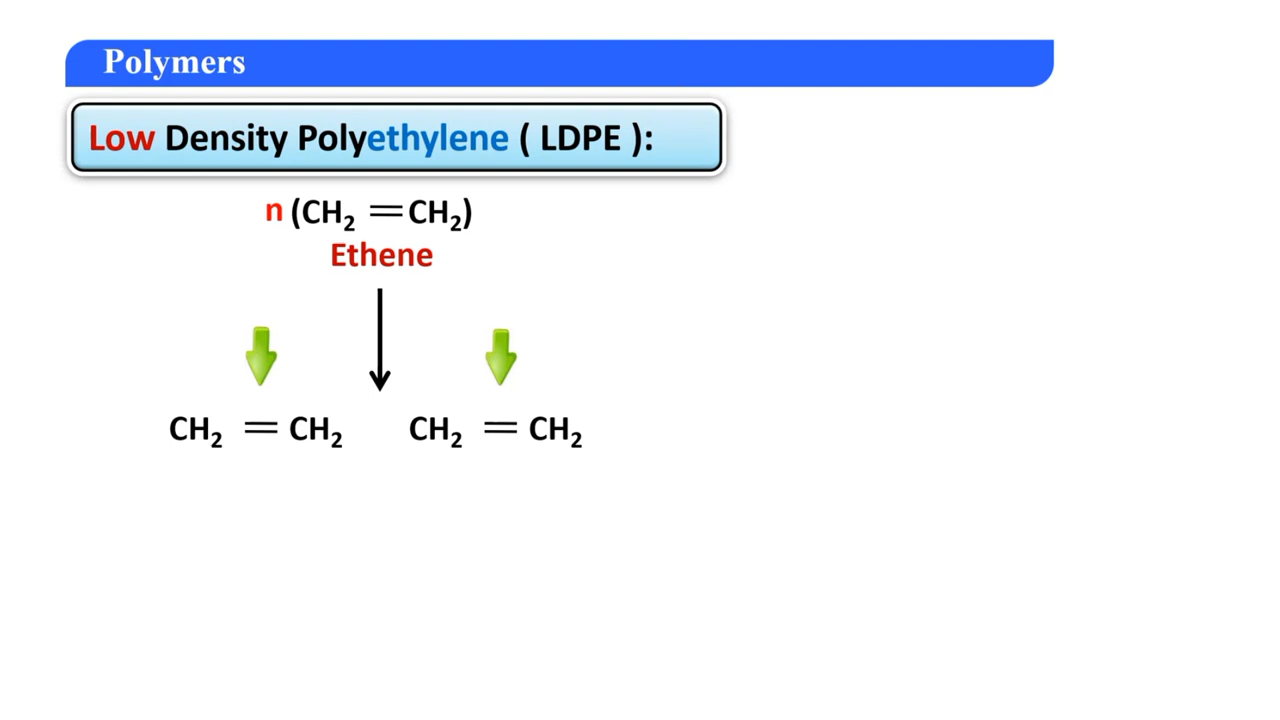 Polymers
Low Density Polyethylene ( LDPE ):
n (CH₂ =CH₂)
Ethene
CH₂ = CH₂ CH₂ = CH₂